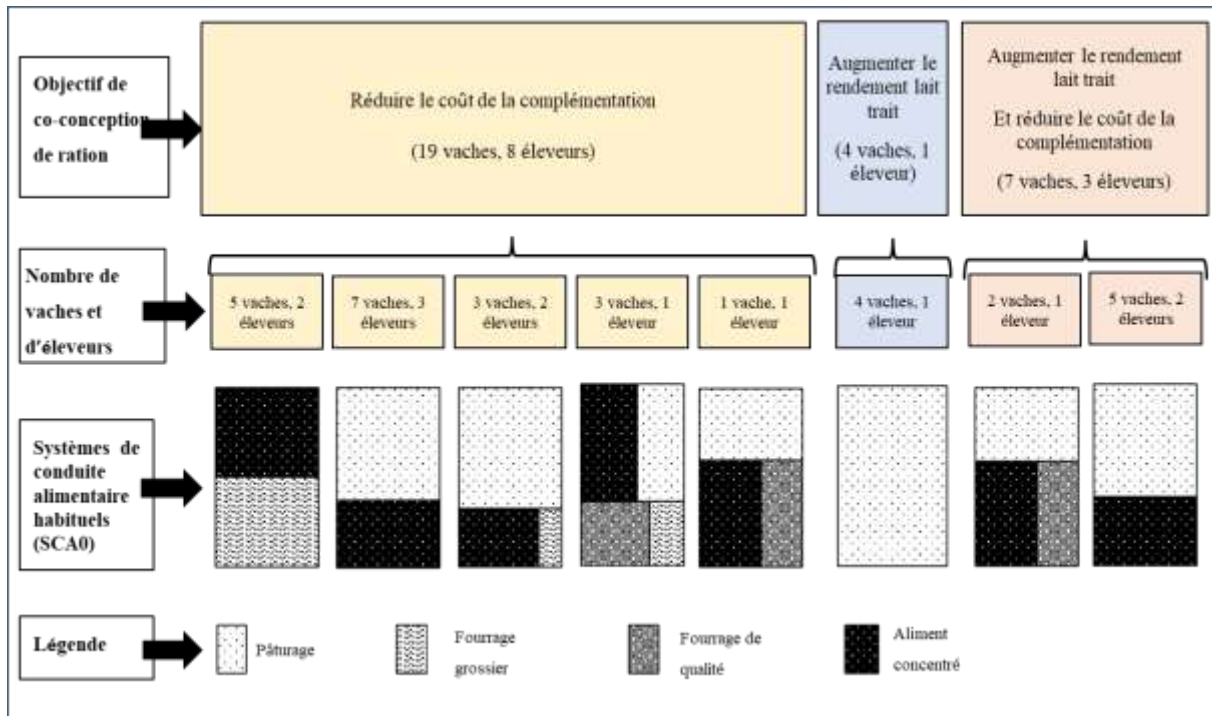 Objectif de
co-conception
de ration
Réduire le coût de la complémentation
(19 vaches, 8 éleveurs)
Augmenter le
rendement lait
trait
(4 vaches, 1
éleveur)
Augmenter le rendement
lait trait
Et réduire le coût de la
complémentation
(7 vaches, 3 éleveurs)
Nombre de
vaches et
d'éleveurs
5 vaches, 2
éleveurs
7 vaches, 3
éleveurs
3 vaches, 2
éleveurs
3 vaches, 1
éleveur
1 vache, 1
éleveur
4 vaches, 1
éleveur
2 vaches, 1
éleveur
5 vaches, 2
éleveurs
Systèmes de
conduite
alimentaire
habituels
(SCA0)
Légende
Pâturage
Fourrage
grossier
Fourrage de
qualité
Aliment
concentré